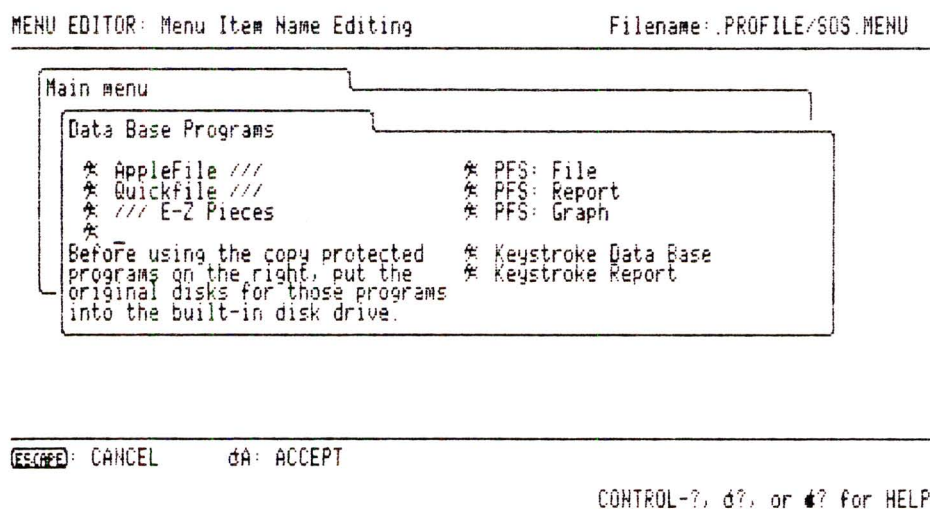 MENU EDITOR: Menu Item Name Editing Filename: .PROFILE/SOS.MENU
Main menu
Data Base Programs
AppleFile /// PFS: File
Quickfile /// PFS: Report
/// E-Z Pieces PFS: Graph
Before using the copy protected Keystroke Data Base
programs on the right, put the Keystroke Report
original disks for those programs
into the built-in disk drive.
ESCAPE: CANCEL A: ACCEPT
CONTROL-?, ?, or ? for HELP